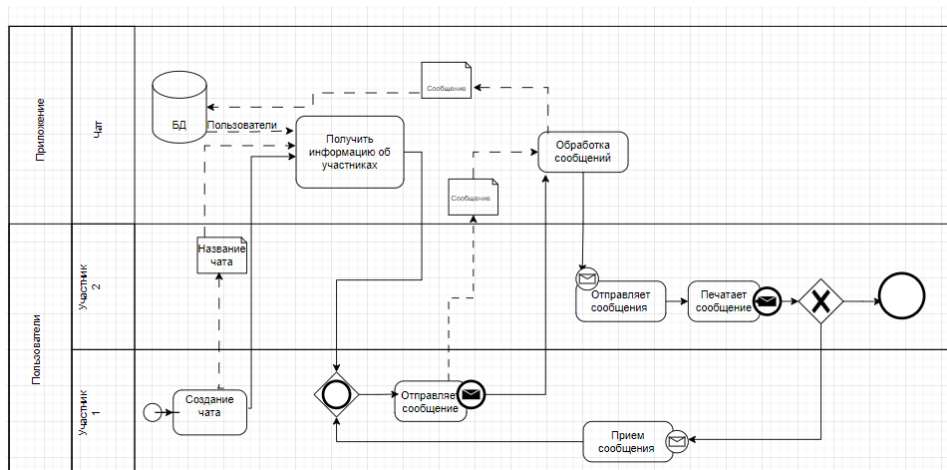 Приложение
Чат
БД
Пользователи
Сообщение
Получить
информацию об
участниках
Обработка
сообщений
Сообщение
Пользователи
Участник
2
Название
чата
Отправляет
сообщения
Печатает
сообщение
Участник
1
Создание
чата
Отправляет
сообщение
Прием
сообщения